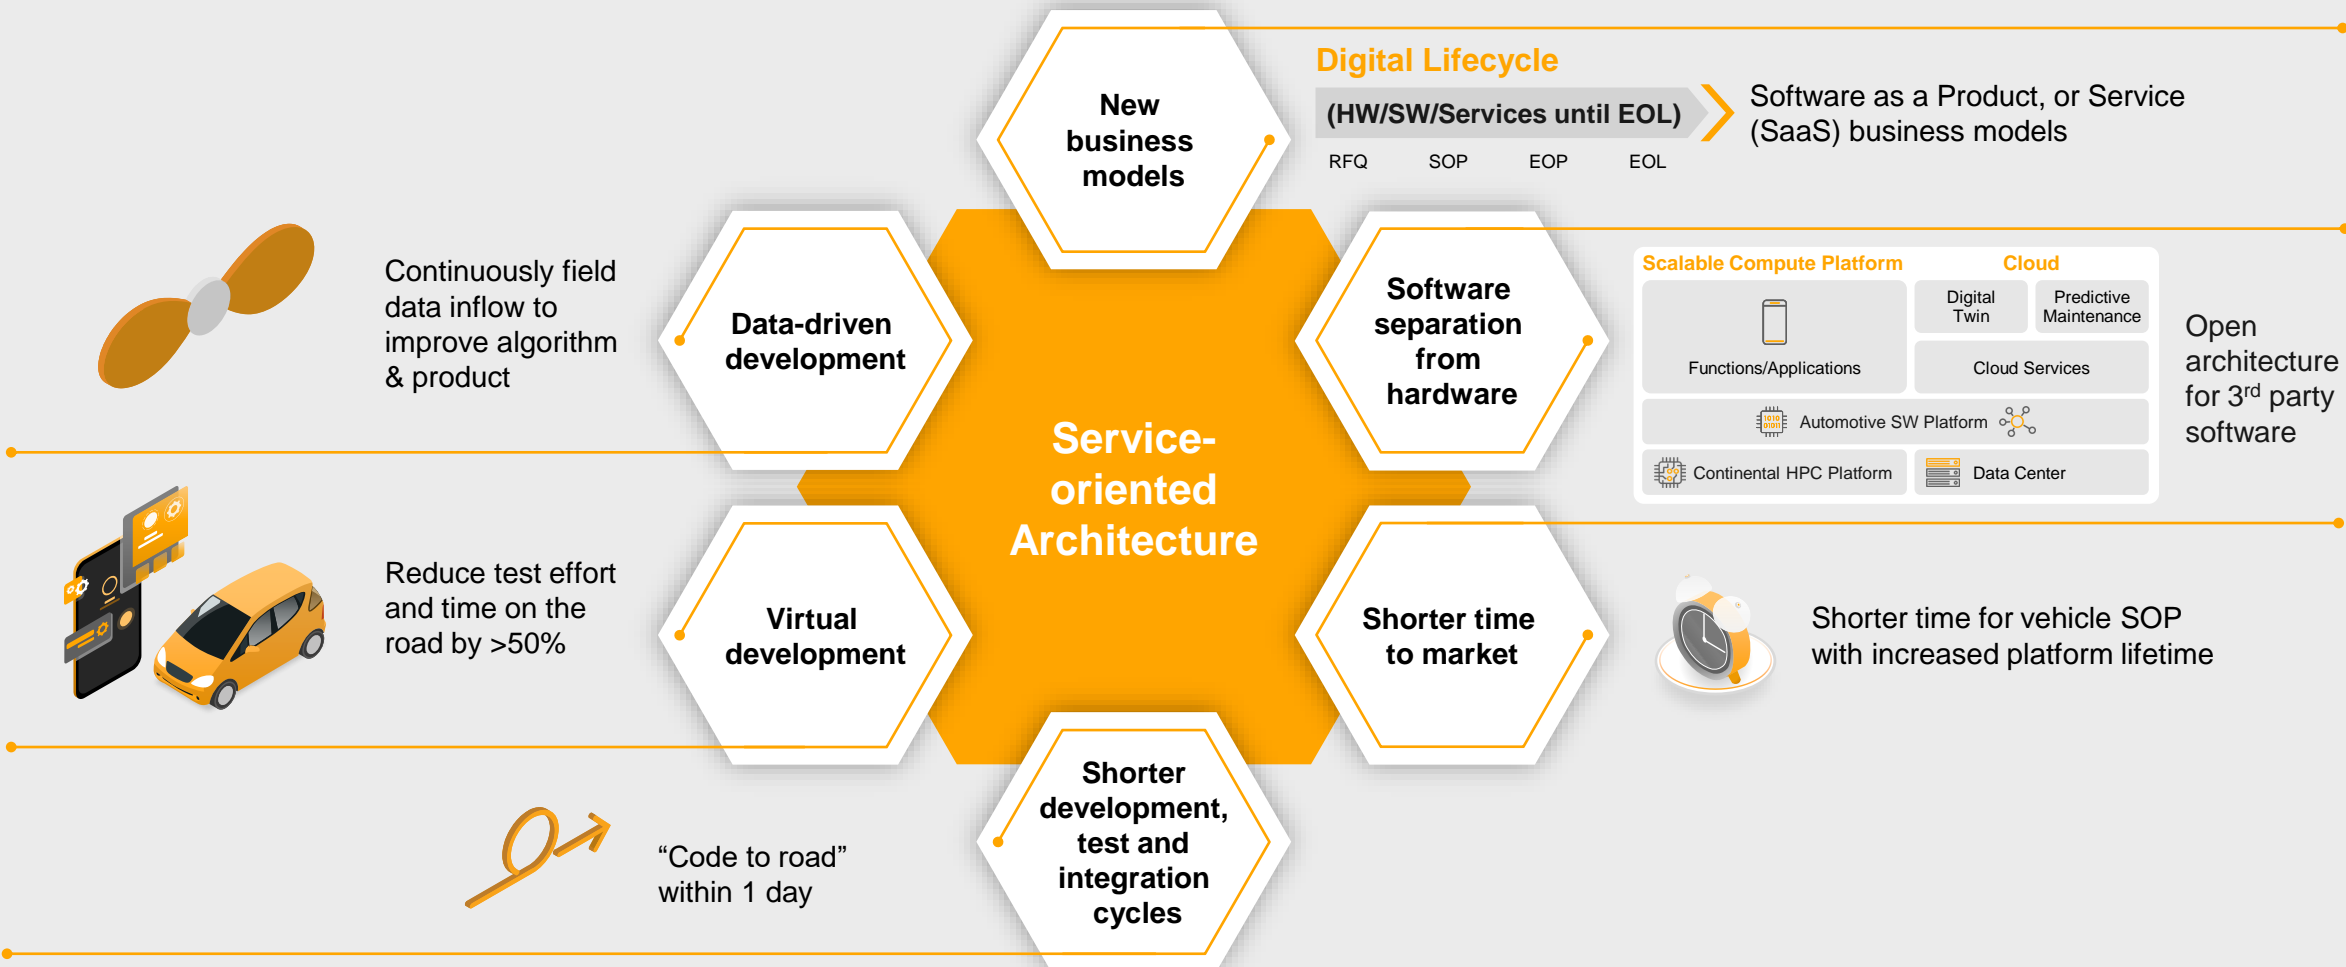 New
business
models
Digital Lifecycle
(HW/SW/Services until EOL)
RFQ SOP EOP EOL
Software as a Product, or Service
(SaaS) business models
Continuously field
data inflow to
improve algorithm
& product
Data-driven
development
Software
separation
from
hardware
Scalable Compute Platform
Cloud
Functions/Applications
Digital
Twin
Predictive
Maintenance
Cloud Services
Automotive SW Platform
Continental HPC Platform
Data Center
Open
architecture
for 3rd party
software
Service-
oriented
Architecture
Reduce test effort
and time on the
road by >50%
Virtual
development
Shorter time
to market
Shorter time for vehicle SOP
with increased platform lifetime
“Code to road”
within 1 day
Shorter
development,
test and
integration
cycles